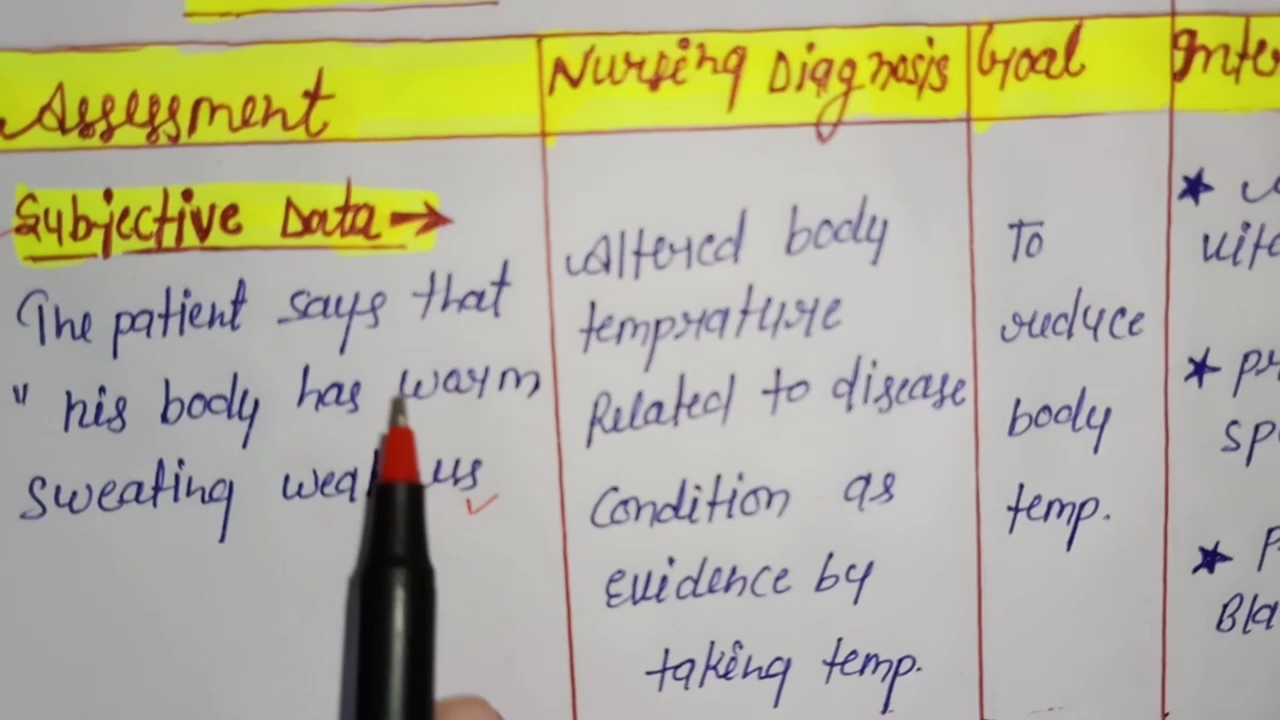 Assessment
Subjective Data →
The patient says that
" his body has warm
sweating
Nursing Diagnosis
Altered body
temprature
Related to disease
Condition as
Evidence by
taking temp.
Goal
To
reduce
body
temp.